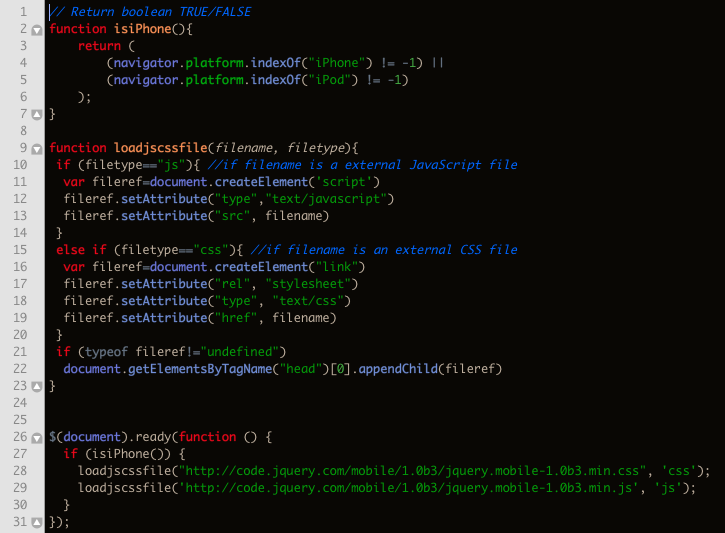 1 // Return boolean TRUE/FALSE
2 function isiPhone(){
3     return (
4         (navigator.platform.indexOf("iPhone") != -1) ||
5         (navigator.platform.indexOf("iPod") != -1)
6     );
7 }
8
9 function loadjscssfile(filename, filetype){
10  if (filetype=="js"){ //if filename is a external JavaScript file
11   var fileref=document.createElement('script')
12   fileref.setAttribute("type","text/javascript")
13   fileref.setAttribute("src", filename)
14  }
15  else if (filetype=="css"){ //if filename is an external CSS file
16   var fileref=document.createElement("link")
17   fileref.setAttribute("rel", "stylesheet")
18   fileref.setAttribute("type", "text/css")
19   fileref.setAttribute("href", filename)
20  }
21  if (typeof fileref!="undefined")
22   document.getElementsByTagName("head")[0].appendChild(fileref)
23 }
24
25
26 $(document).ready(function () {
27   if (isiPhone()) {
28     loadjscssfile("http://code.jquery.com/mobile/1.0b3/jquery.mobile-1.0b3.min.css", 'css');
29     loadjscssfile('http://code.jquery.com/mobile/1.0b3/jquery.mobile-1.0b3.min.js', 'js');
30   }
31 });